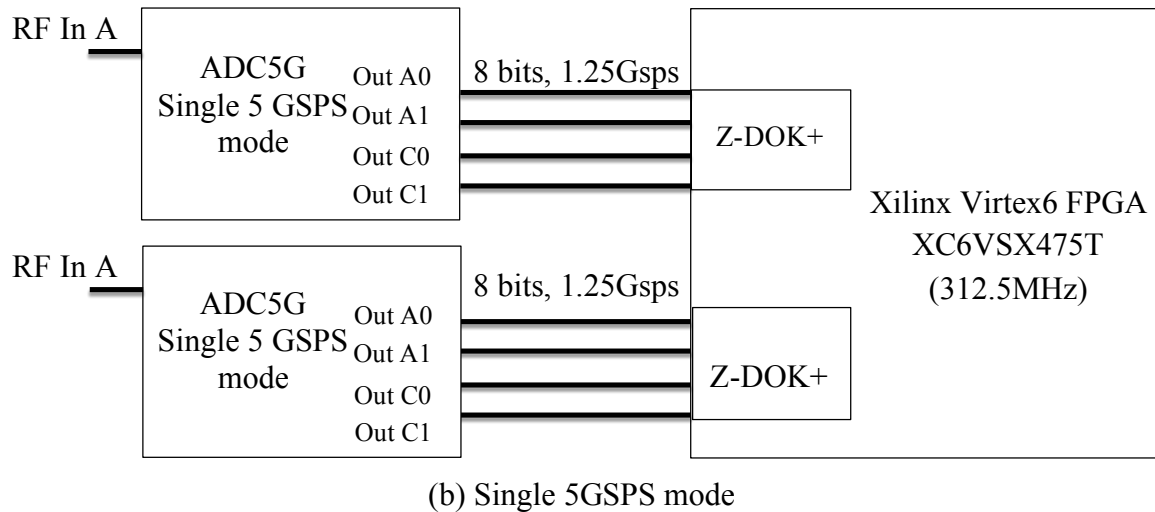 RF In A
ADC5G
Single 5 GSPS
mode
Out A0
Out A1
Out C0
Out C1
8 bits, 1.25Gsps
Z-DOK+
Xilinx Virtex6 FPGA
XC6VSX475T
(312.5MHz)
RF In A
ADC5G
Single 5 GSPS
mode
Out A0
Out A1
Out C0
Out C1
8 bits, 1.25Gsps
Z-DOK+
(b) Single 5GSPS mode